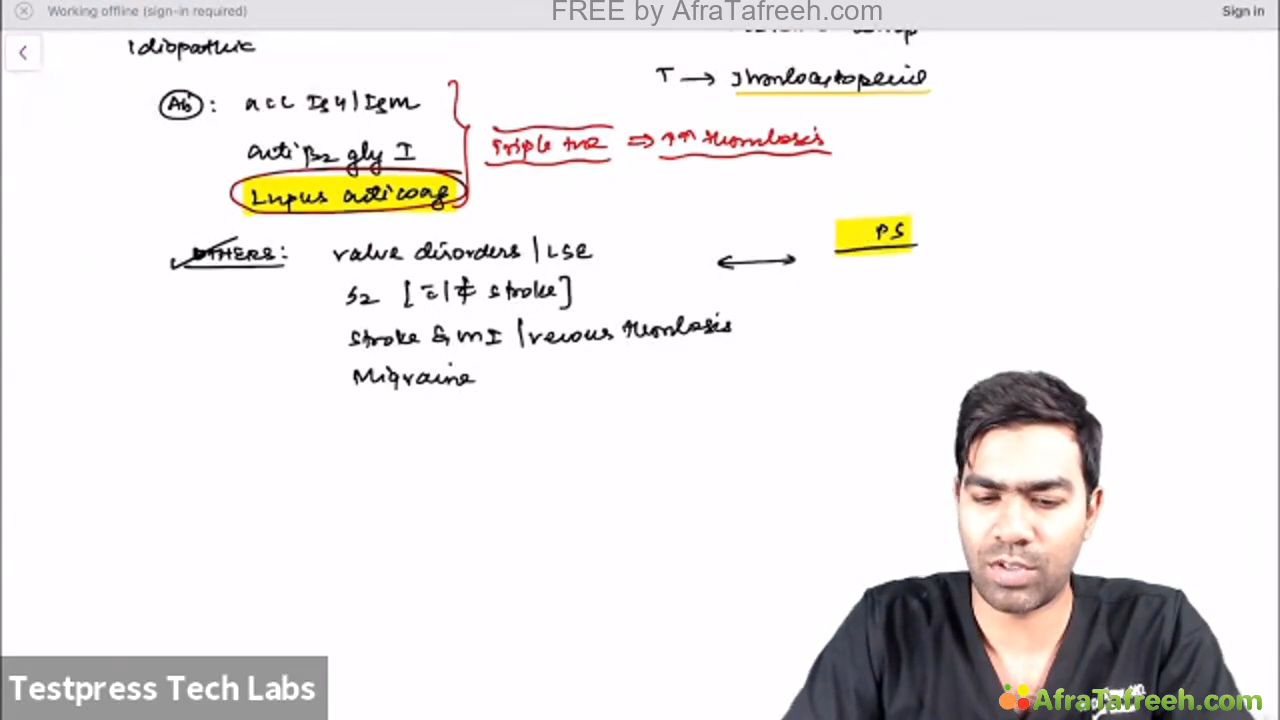 Working offline (sign-in required)
FREE by AfraTafreeh.com
Sign in
Idiopathic
T → Thrombocytopenia
Ab : aCL IgG / IgM
anti β2 gly I
Lupus anticoag
Triple +ve ⇒ ↑↑ thrombosis
OTHERS: valve disorders / LSE
PS
stroke]
stroke & MI / venous thrombosis
Migraine
Testpress Tech Labs
AfraTafreeh.com